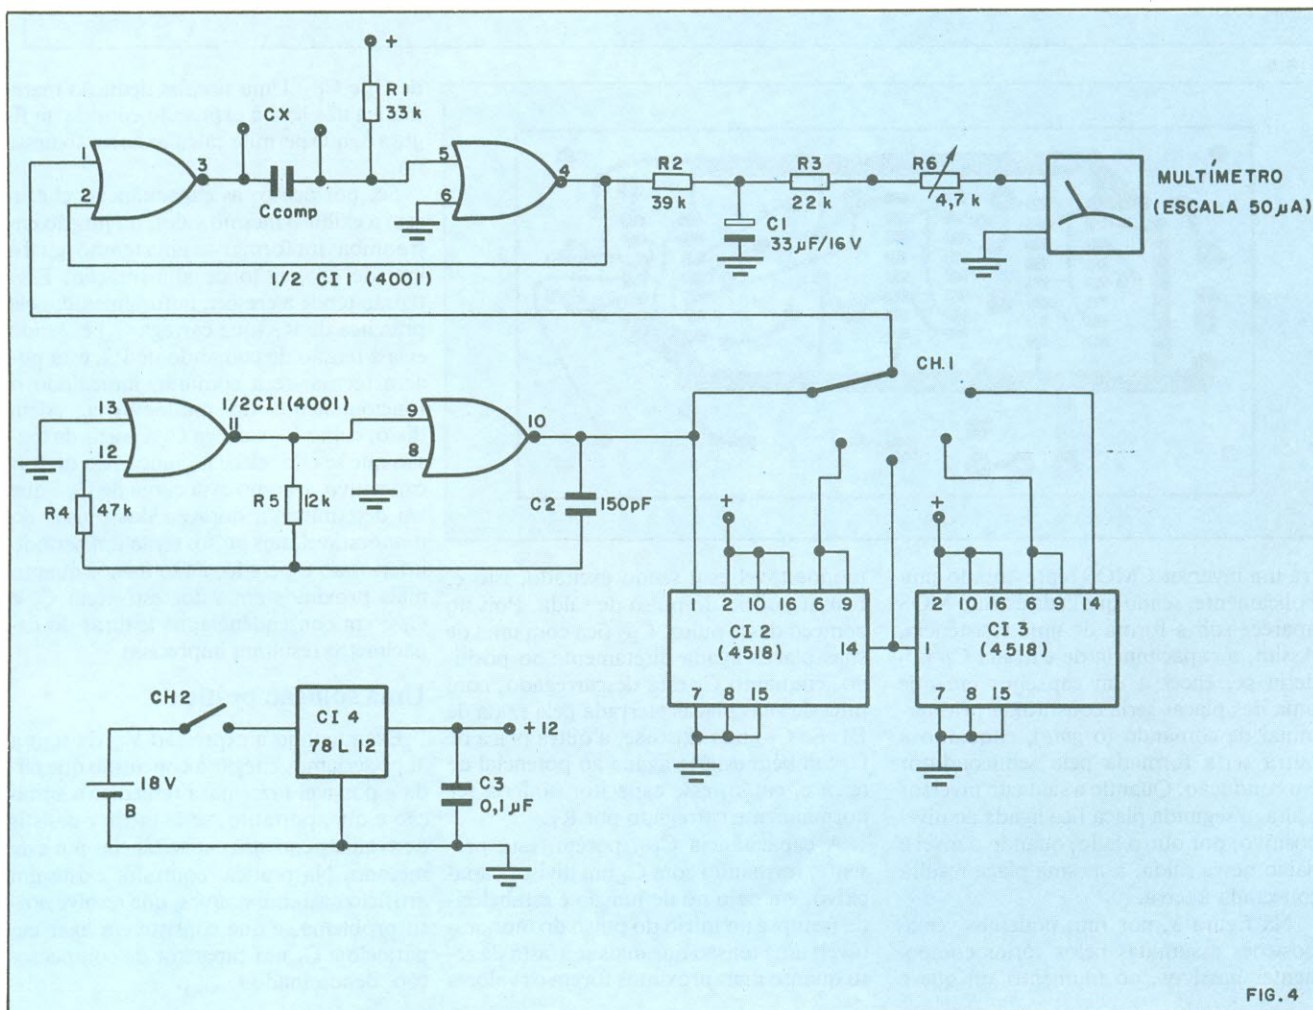 +
R1
33k
CX
1
2
3
Ccomp
5
6
4
R2
39k
R3
22k
R6
4,7k
C1
33µF/16V
MULTÍMETRO
(ESCALA 50µA)
1/2 CI1 (4001)
CH.1
13
12
1/2CI1(4001)
11
9
8
10
R4
47k
R5
12k
C2
150pF
+
+
1 2 10 16 6 9
CI 2
(4518)
14
7 8 15
1
2 10 16 6 9 14
CI 3
(4518)
7 8 15
CH2
CI 4
78L12
+12
18V
B
C3
0,1µF
FIG.4